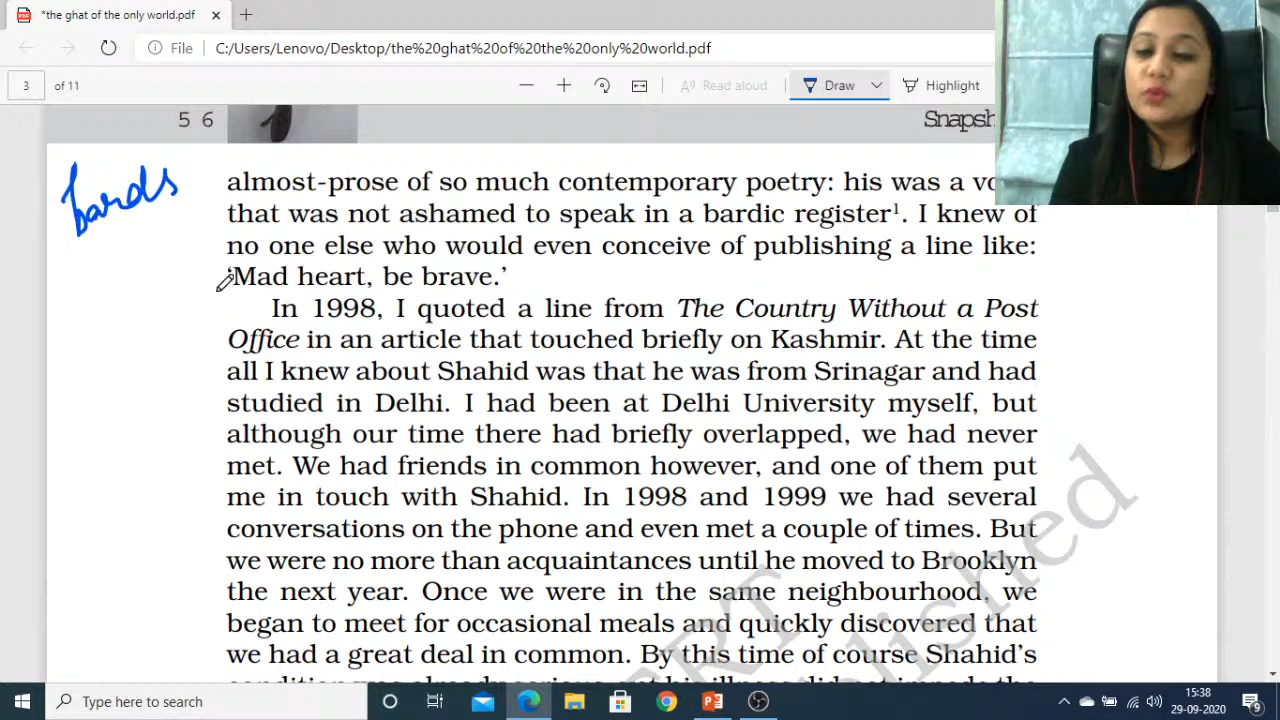 *the ghat of the only world.pdf
File C:/Users/Lenovo/Desktop/the%20ghat%20of%20the%20only%20world.pdf
3 of 11 Read aloud Draw Highlight
5 6 Snapsh
bards
almost-prose of so much contemporary poetry: his was a vo
that was not ashamed to speak in a bardic register¹. I knew of
no one else who would even conceive of publishing a line like:
‘Mad heart, be brave.’
In 1998, I quoted a line from The Country Without a Post
Office in an article that touched briefly on Kashmir. At the time
all I knew about Shahid was that he was from Srinagar and had
studied in Delhi. I had been at Delhi University myself, but
although our time there had briefly overlapped, we had never
met. We had friends in common however, and one of them put
me in touch with Shahid. In 1998 and 1999 we had several
conversations on the phone and even met a couple of times. But
we were no more than acquaintances until he moved to Brooklyn
the next year. Once we were in the same neighbourhood, we
began to meet for occasional meals and quickly discovered that
we had a great deal in common. By this time of course Shahid’s
Type here to search
15:38
29-09-2020
9